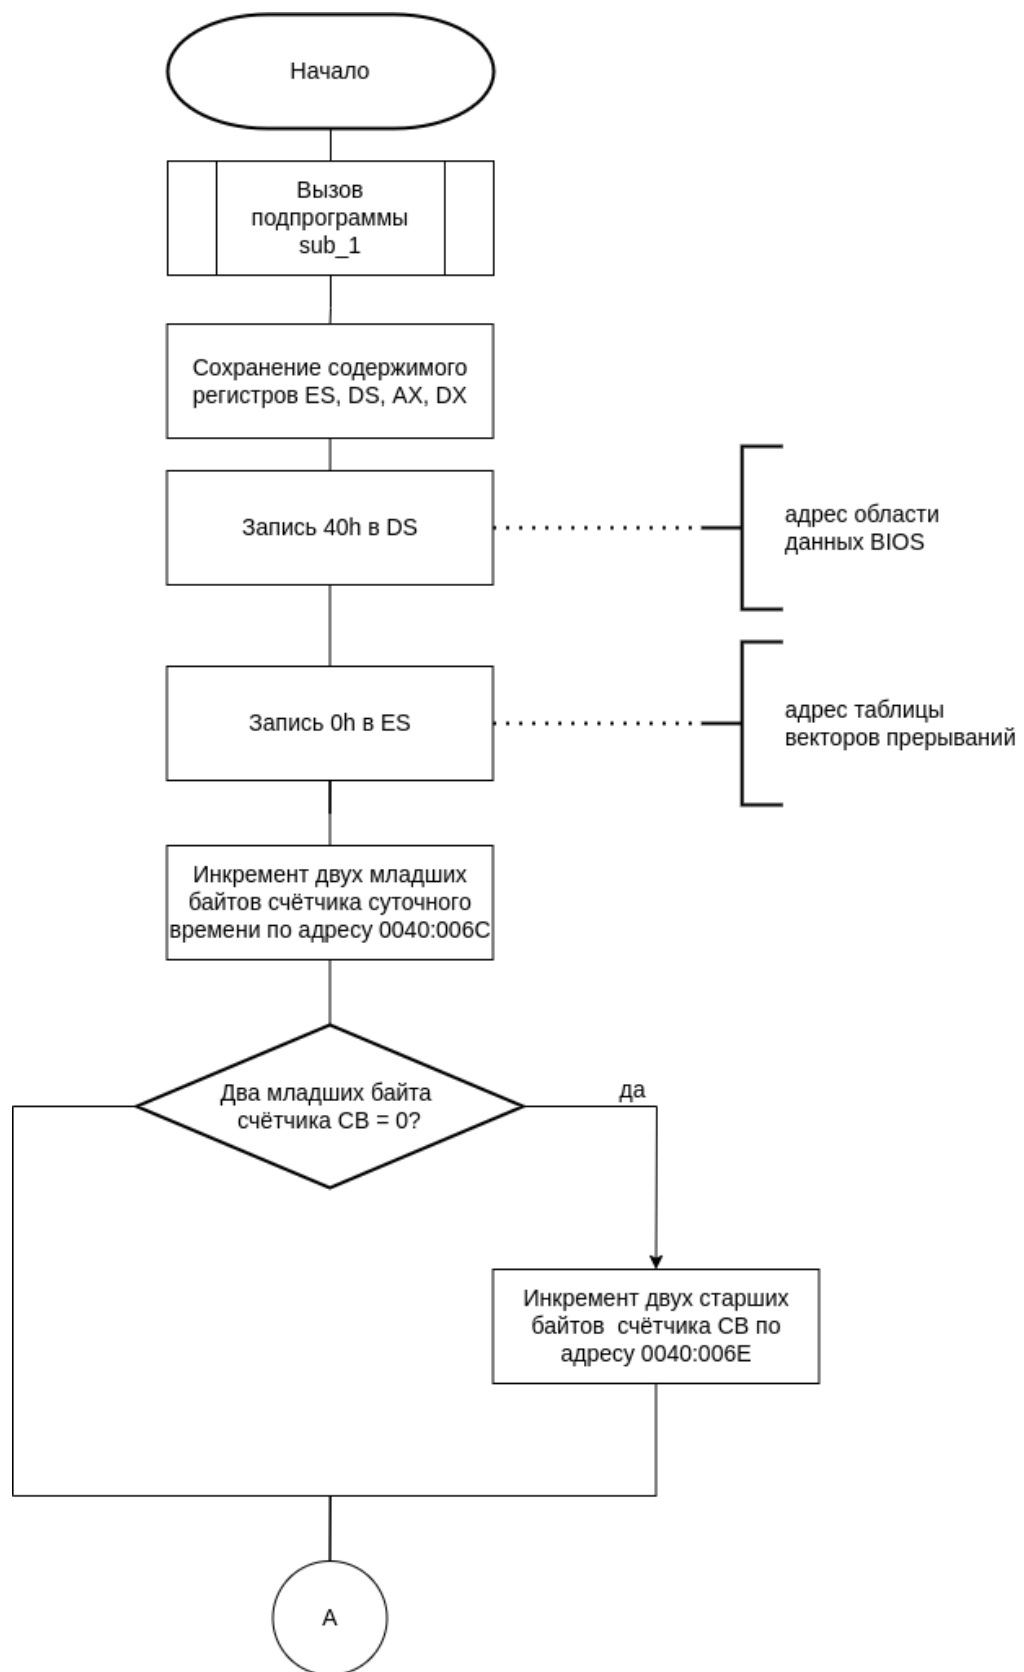 Начало
Вызов
подпрограммы
sub_1
Сохранение содержимого
регистров ES, DS, AX, DX
Запись 40h в DS
адрес области
данных BIOS
Запись 0h в ES
адрес таблицы
векторов прерываний
Инкремент двух младших
байтов счётчика суточного
времени по адресу 0040:006C
Два младших байта
счётчика СВ = 0?
да
Инкремент двух старших
байтов счётчика СВ по
адресу 0040:006E
А